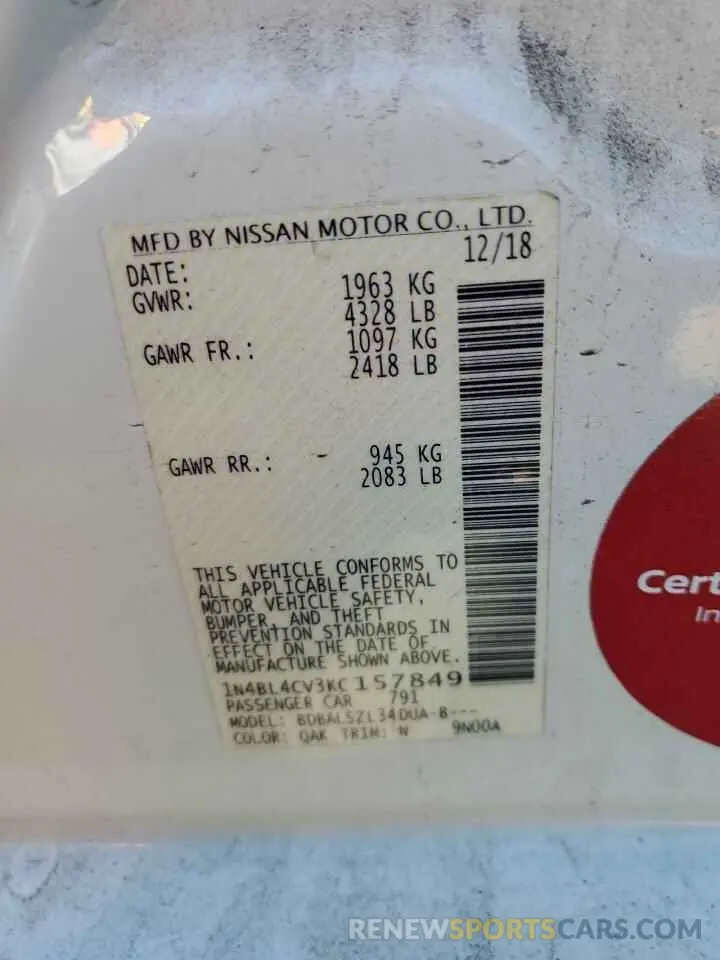 MFD BY NISSAN MOTOR CO., LTD.
DATE: 12/18
GVWR: 1963 KG
4328 LB
GAWR FR.: 1097 KG
2418 LB
GAWR RR.: - 945 KG
2083 LB
THIS VEHICLE CONFORMS TO
ALL APPLICABLE FEDERAL
MOTOR VEHICLE SAFETY,
BUMPER, AND THEFT
PREVENTION STANDARDS IN
EFFECT ON THE DATE OF
MANUFACTURE SHOWN ABOVE.
1N4BL4CV3KC157849
PASSENGER CAR 791
MODEL: BDBALSZL34DUA-B---
COLOR: QAK TRIM: N 9N00A
Cert
In
RENEWSPORTSCARS.COM